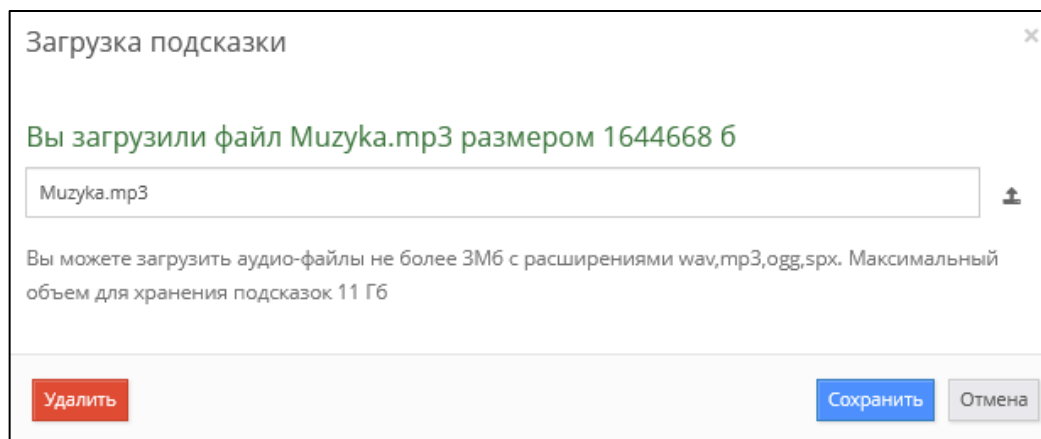 Загрузка подсказки
×
Вы загрузили файл Muzyka.mp3 размером 1644668 б
Muzyka.mp3
Вы можете загрузить аудио-файлы не более 3Мб с расширениями wav,mp3,ogg,spx. Максимальный
объем для хранения подсказок 11 Гб
Удалить
Сохранить
Отмена